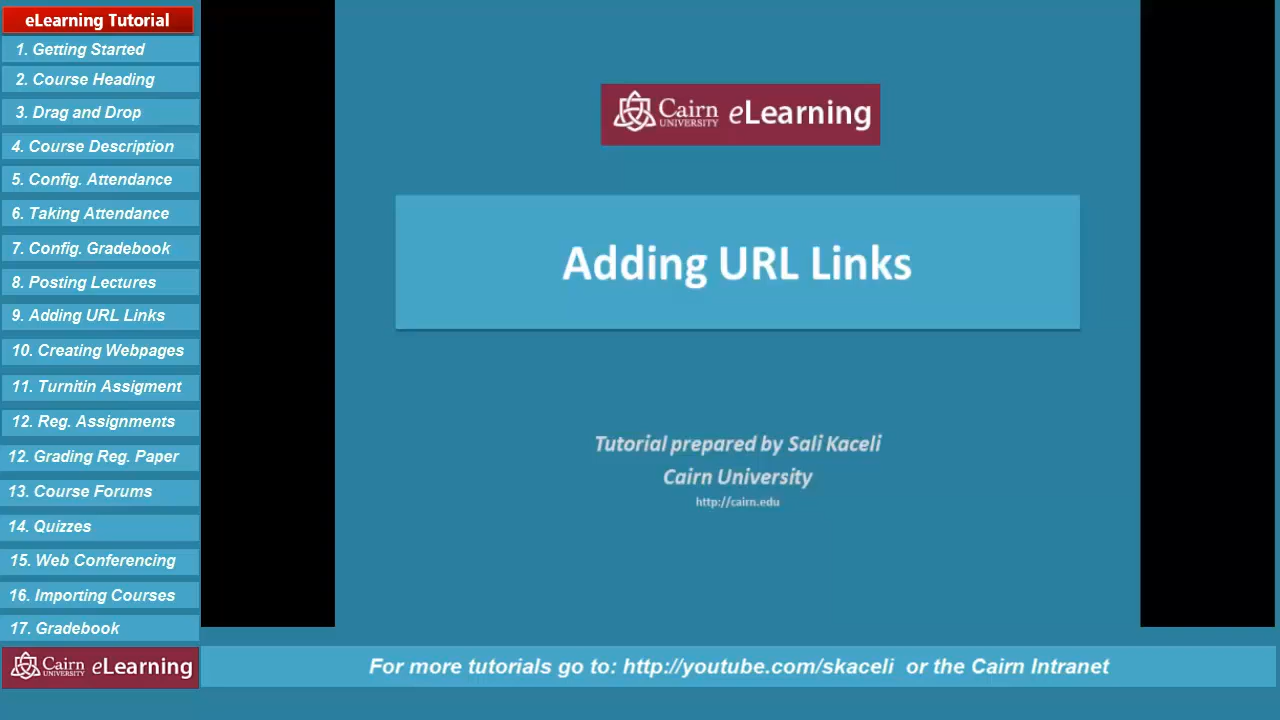 eLearning Tutorial
1. Getting Started
2. Course Heading
3. Drag and Drop
4. Course Description
5. Config. Attendance
6. Taking Attendance
7. Config. Gradebook
8. Posting Lectures
9. Adding URL Links
10. Creating Webpages
11. Turnitin Assigment
12. Reg. Assignments
12. Grading Reg. Paper
13. Course Forums
14. Quizzes
15. Web Conferencing
16. Importing Courses
17. Gradebook
Cairn UNIVERSITY eLearning
Cairn UNIVERSITY eLearning
Adding URL Links
Tutorial prepared by Sali Kaceli
Cairn University
http://cairn.edu
For more tutorials go to: http://youtube.com/skaceli or the Cairn Intranet